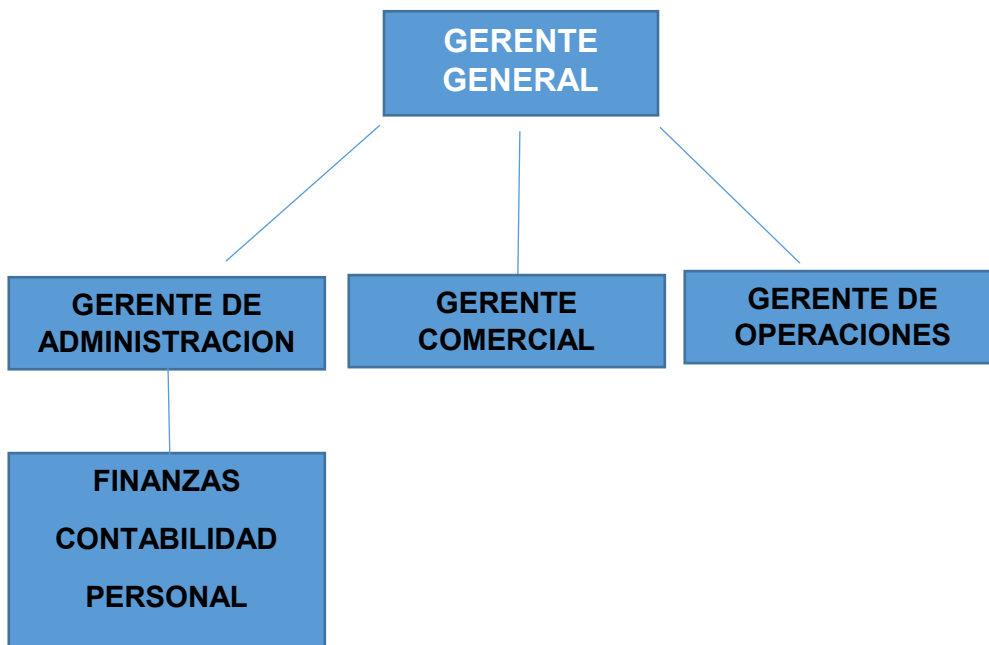 GERENTE
GENERAL
GERENTE DE
ADMINISTRACION
GERENTE
COMERCIAL
GERENTE DE
OPERACIONES
FINANZAS
CONTABILIDAD
PERSONAL